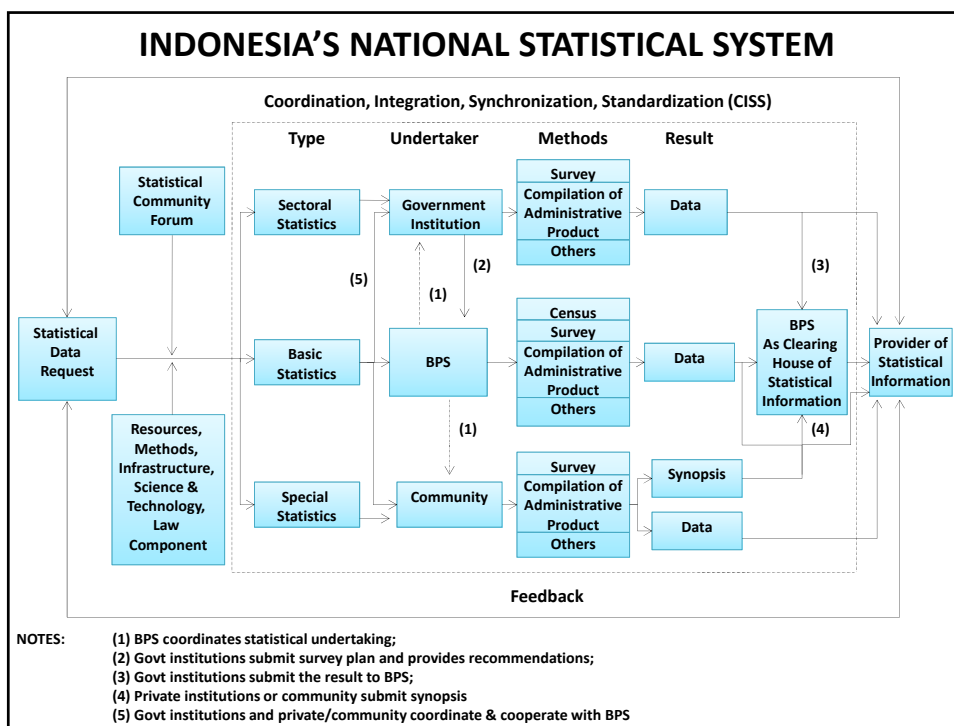 INDONESIA'S NATIONAL STATISTICAL SYSTEM
Coordination, Integration, Synchronization, Standardization (CISS)
Type
Undertaker
Methods
Result
Statistical
Community
Forum
Statistical
Data
Request
Resources,
Methods,
Infrastructure,
Science &
Technology,
Law
Component
Sectoral
Statistics
Government
Institution
Survey
Compilation of
Administrative
Product
Others
Data
(5)
(1)
(2)
(3)
Basic
Statistics
BPS
Census
Survey
Compilation of
Administrative
Product
Others
Data
BPS
As Clearing
House of
Statistical
Information
Provider of
Statistical
Information
(1)
(4)
Special
Statistics
Community
Survey
Compilation of
Administrative
Product
Others
Synopsis
Data
Feedback
NOTES:
(1) BPS coordinates statistical undertaking;
(2) Govt institutions submit survey plan and provides recommendations;
(3) Govt institutions submit the result to BPS;
(4) Private institutions or community submit synopsis
(5) Govt institutions and private/community coordinate & cooperate with BPS